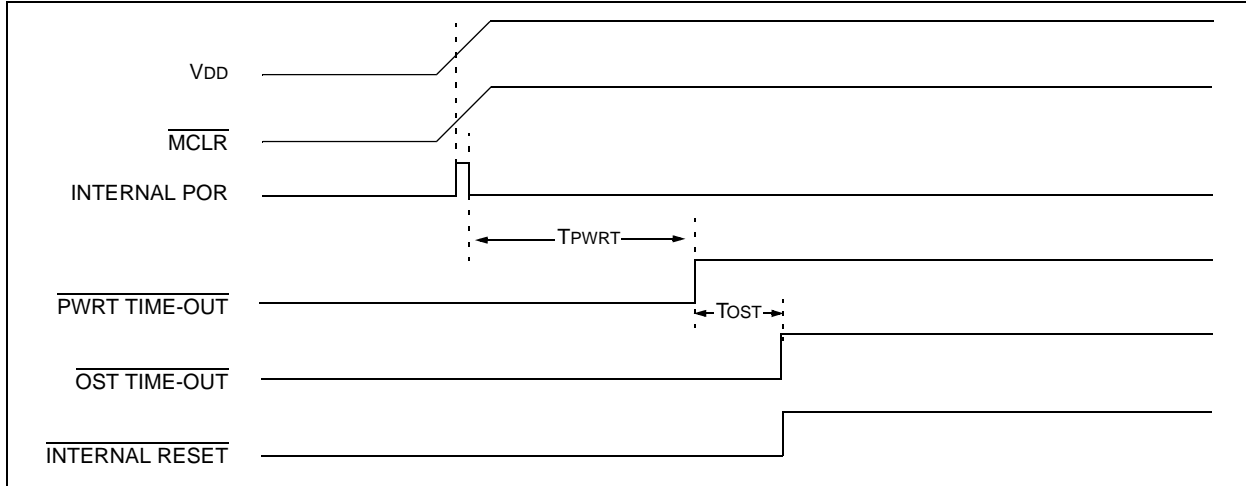 VDD
MCLR
INTERNAL POR
TPWRT
PWRT TIME-OUT
TOST
OST TIME-OUT
INTERNAL RESET